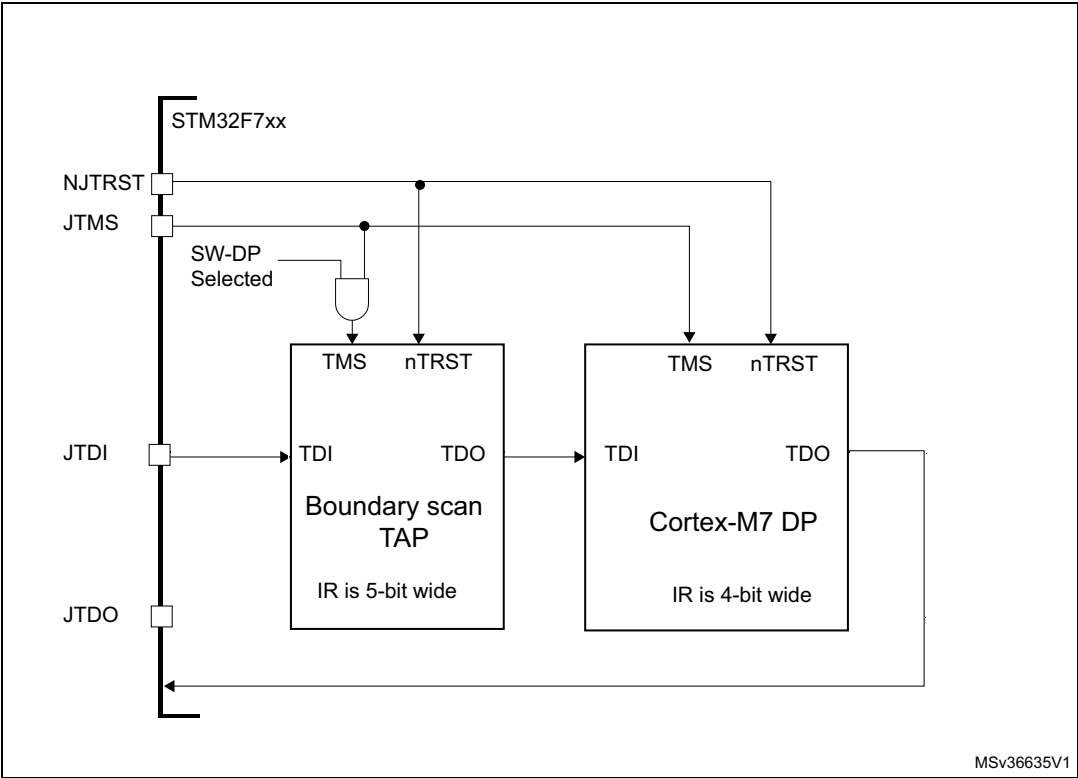 STM32F7xx
NJTRST
JTMS
SW-DP
Selected
TMS nTRST
TMS nTRST
JTDI
TDI TDO
TDI TDO
Boundary scan
TAP
Cortex-M7 DP
IR is 5-bit wide
IR is 4-bit wide
JTDO
MSv36635V1